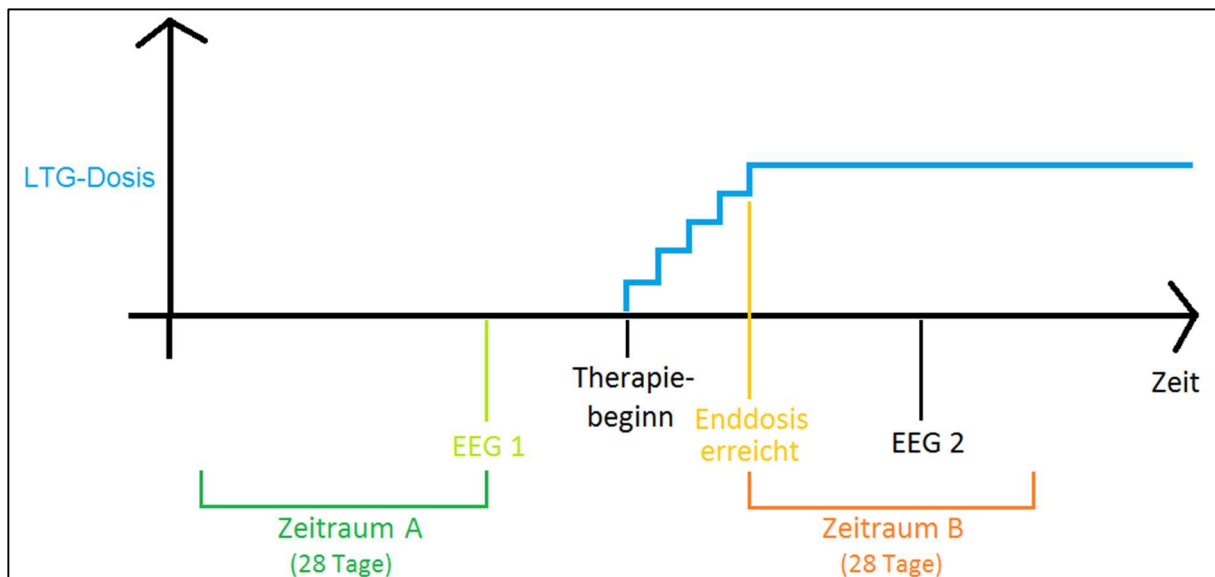 LTG-Dosis
Therapie-
beginn
Zeit
EEG 1
Enddosis
erreicht
EEG 2
Zeitraum A
(28 Tage)
Zeitraum B
(28 Tage)